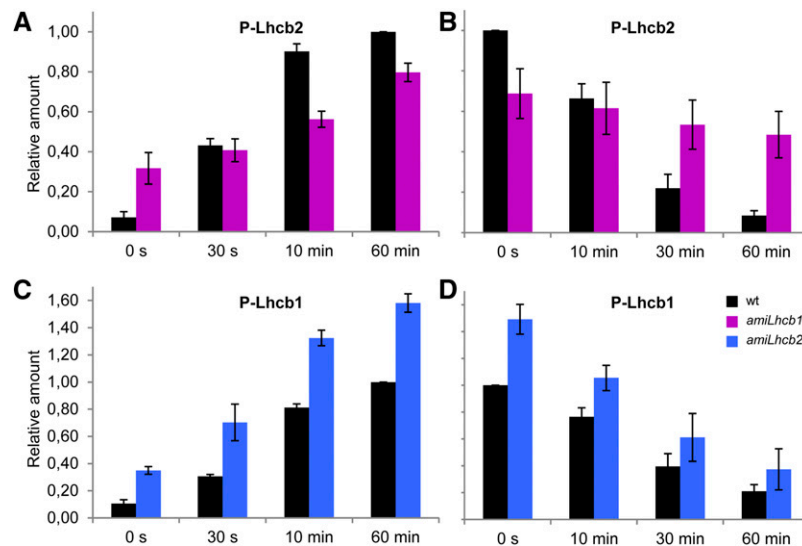 A
P-Lhcb2
B
P-Lhcb2
Relative amount
1,00
0,80
0,60
0,40
0,20
0,00
0 s
30 s
10 min
60 min
0s
10 min
30 min
60 min
C
P-Lhcb1
D
P-Lhcb1
Relative amount
1,60
1,40
1,20
1,00
0,80
0,60
0,40
0,20
0,00
wt
amiLhcb1
amiLhcb2
0 s
30 s
10 min
60 min
0 s
10 min
30 min
60 min